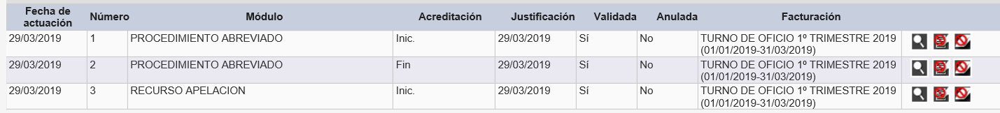 Fecha de actuación Número Módulo Acreditación Justificación Validada Anulada Facturación
29/03/2019 1 PROCEDIMIENTO ABREVIADO Inic. 29/03/2019 Sí No TURNO DE OFICIO 1º TRIMESTRE 2019
(01/01/2019-31/03/2019)
29/03/2019 2 PROCEDIMIENTO ABREVIADO Fin 29/03/2019 Sí No TURNO DE OFICIO 1º TRIMESTRE 2019
(01/01/2019-31/03/2019)
29/03/2019 3 RECURSO APELACION Inic. 29/03/2019 Sí No TURNO DE OFICIO 1º TRIMESTRE 2019
(01/01/2019-31/03/2019)